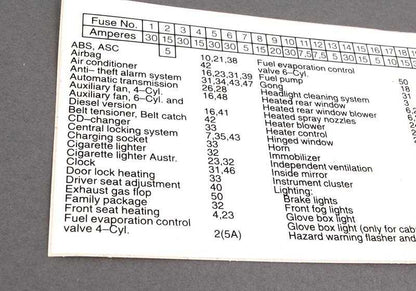 Fuse No. 1 2 3 4 5 6 7 8 9 10 11 12 13 14 15 16 17 18
Amperes 30 15 30 15 30 30 5 15 20 30 7,5 7,5 5 30 5 15
5
ABS, ASC
Airbag 10,21,38
Air conditioner 42
Anti– theft alarm system 16,23,31,39
Automatic transmission 31,34,43,47
Auxiliary fan, 4–Cyl. 26,28
Auxiliary fan, 6–Cyl. and 16,48
Diesel version
Belt tensioner, Belt catch 16,41
CD–changer 42
Central locking system 33
Charging socket 7,35,43
Cigarette lighter 33
Cigarette lighter Austr. 32
Clock 23,32
Door lock heating 31,46
Driver seat adjustment 40
Exhaust gas flop 50
Family package 32
Front seat heating 4,23
Fuel evaporation control
valve 4–Cyl. 2(5A)
Fuel evaporation control
valve 6–Cyl.
Fuel pump
Gong
Headlight cleaning system
Heated rear window
Heated rear window blower
Heated spray nozzles
Heater blower
Heater control
Hinged window
Horn
Immobilizer
Independent ventilation
Inside mirror
Instrument cluster
Lighting:
Brake lights
Front fog lights
Glove box light
Glove box light (only for cab
Hazard warning flasher and